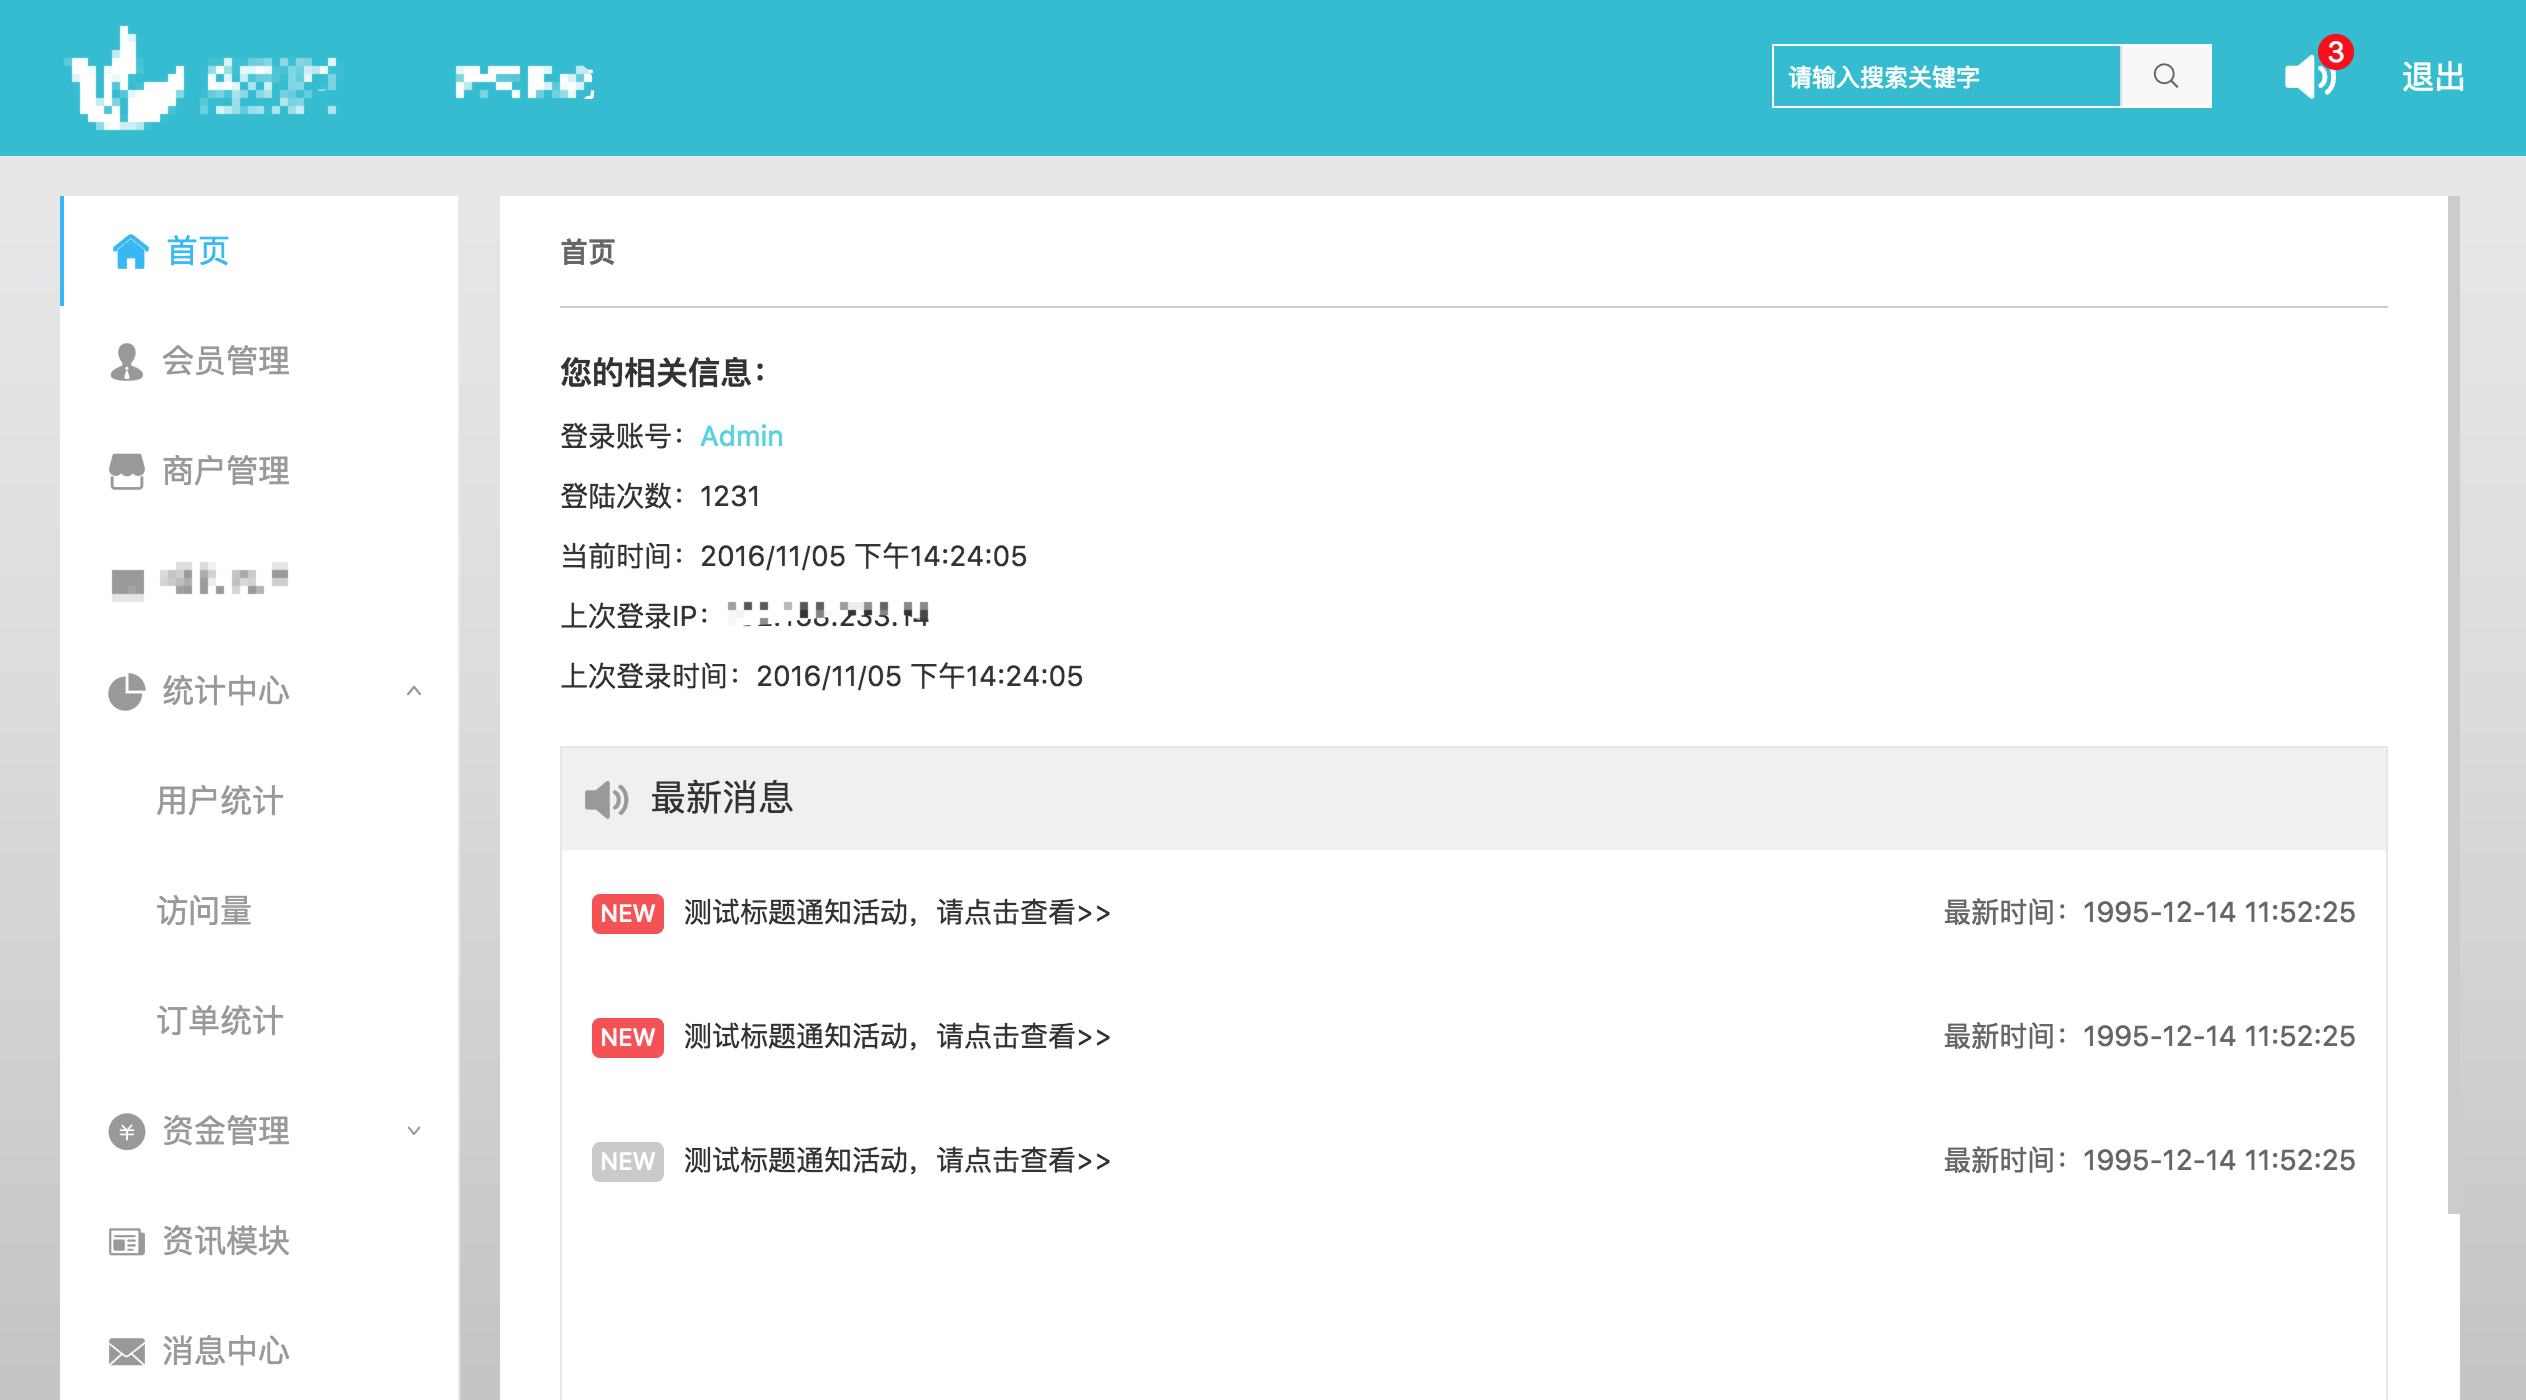 请输入搜索关键字
3
退出
首页
会员管理
商户管理
统计中心
用户统计
访问量
订单统计
资金管理
资讯模块
消息中心
首页
您的相关信息：
登录账号：Admin
登陆次数：1231
当前时间：2016/11/05 下午14:24:05
上次登录IP：
上次登录时间：2016/11/05 下午14:24:05
最新消息
NEW 测试标题通知活动，请点击查看>> 最新时间：1995-12-14 11:52:25
NEW 测试标题通知活动，请点击查看>> 最新时间：1995-12-14 11:52:25
NEW 测试标题通知活动，请点击查看>> 最新时间：1995-12-14 11:52:25